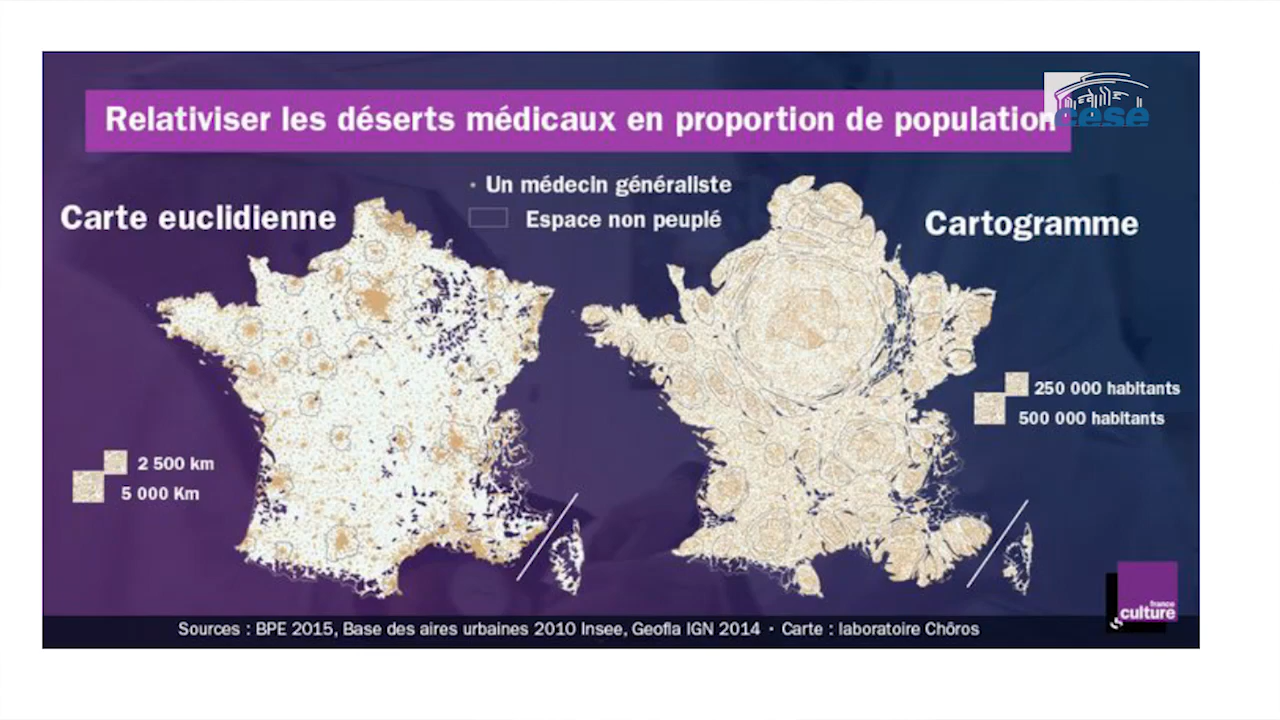 Relativiser les déserts médicaux en proportion de population
cese
• Un médecin généraliste
Espace non peuplé
Carte euclidienne
Cartogramme
250 000 habitants
500 000 habitants
2 500 km
5 000 Km
france
culture
Sources : BPE 2015, Base des aires urbaines 2010 Insee, Geofla IGN 2014 • Carte : laboratoire Chôros